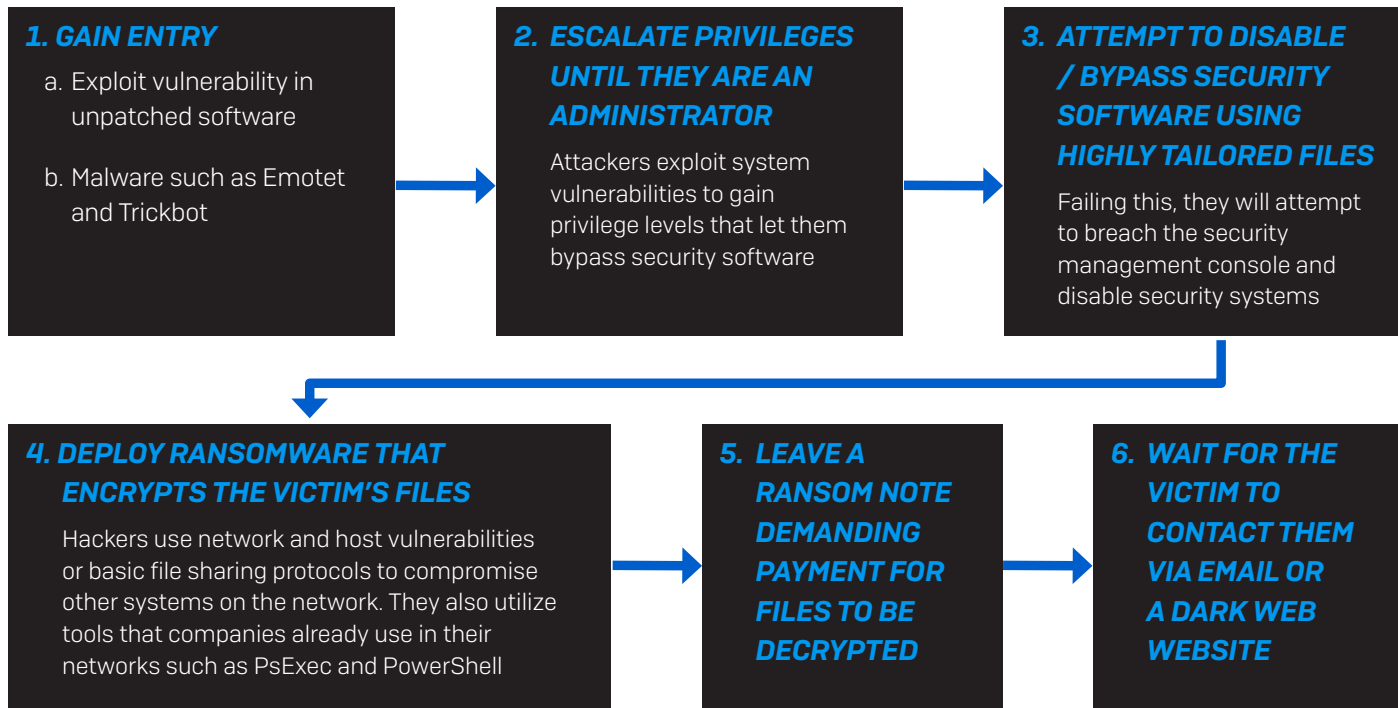 1. GAIN ENTRY
a. Exploit vulnerability in
unpatched software
b. Malware such as Emotet
and Trickbot
2. ESCALATE PRIVILEGES
UNTIL THEY ARE AN
ADMINISTRATOR
Attackers exploit system
vulnerabilities to gain
privilege levels that let them
bypass security software
3. ATTEMPT TO DISABLE
/ BYPASS SECURITY
SOFTWARE USING
HIGHLY TAILORED FILES
Failing this, they will attempt
to breach the security
management console and
disable security systems
4. DEPLOY RANSOMWARE THAT
ENCRYPTS THE VICTIM'S FILES
Hackers use network and host vulnerabilities
or basic file sharing protocols to compromise
other systems on the network. They also utilize
tools that companies already use in their
networks such as PsExec and PowerShell
5. LEAVE A
RANSOM NOTE
DEMANDING
PAYMENT FOR
FILES TO BE
DECRYPTED
6. WAIT FOR THE
VICTIM TO
CONTACT THEM
VIA EMAIL OR
A DARK WEB
WEBSITE